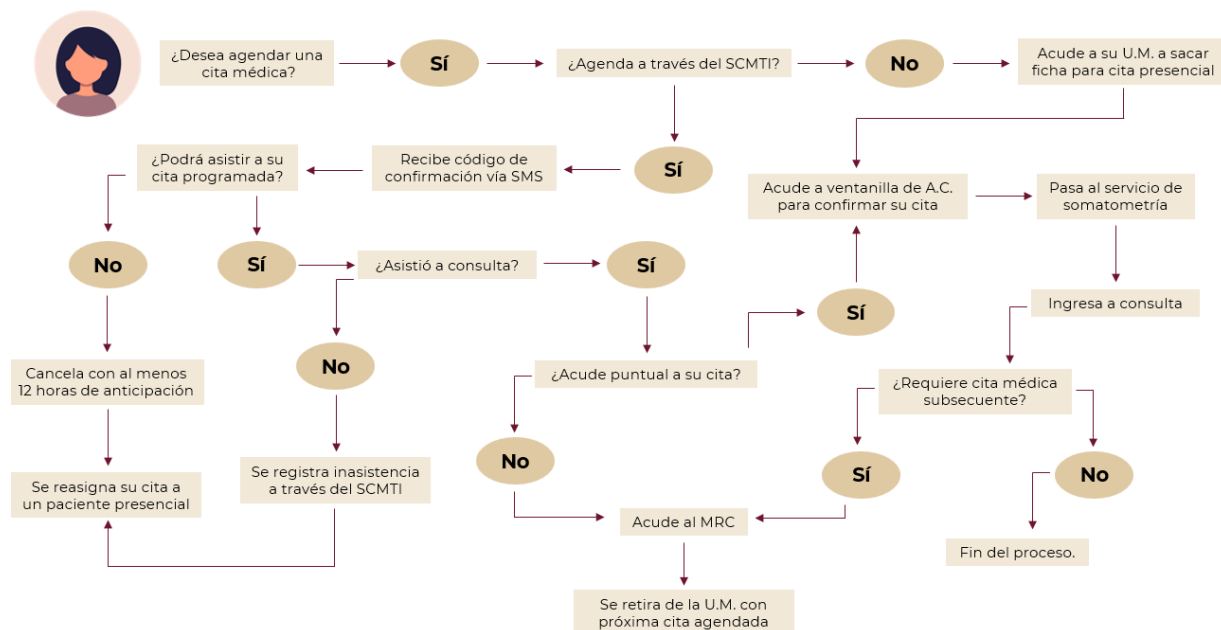 ¿Desea agendar una
cita médica?
Sí
¿Agenda a través del SCMTI?
No
Acude a su U.M. a sacar
ficha para cita presencial
¿Podrá asistir a su
cita programada?
Recibe código de
confirmación vía SMS
Sí
Acude a ventanilla de A.C.
para confirmar su cita
Pasa al servicio de
somatometría
No
Sí
¿Asistió a consulta?
Sí
Sí
Ingresa a consulta
Cancela con al menos
12 horas de anticipación
No
¿Acude puntual a su cita?
¿Requiere cita médica
subsecuente?
Se reasigna su cita a
un paciente presencial
Se registra inasistencia
a través del SCMTI
No
Sí
No
Acude al MRC
Fin del proceso.
Se retira de la U.M. con
próxima cita agendada